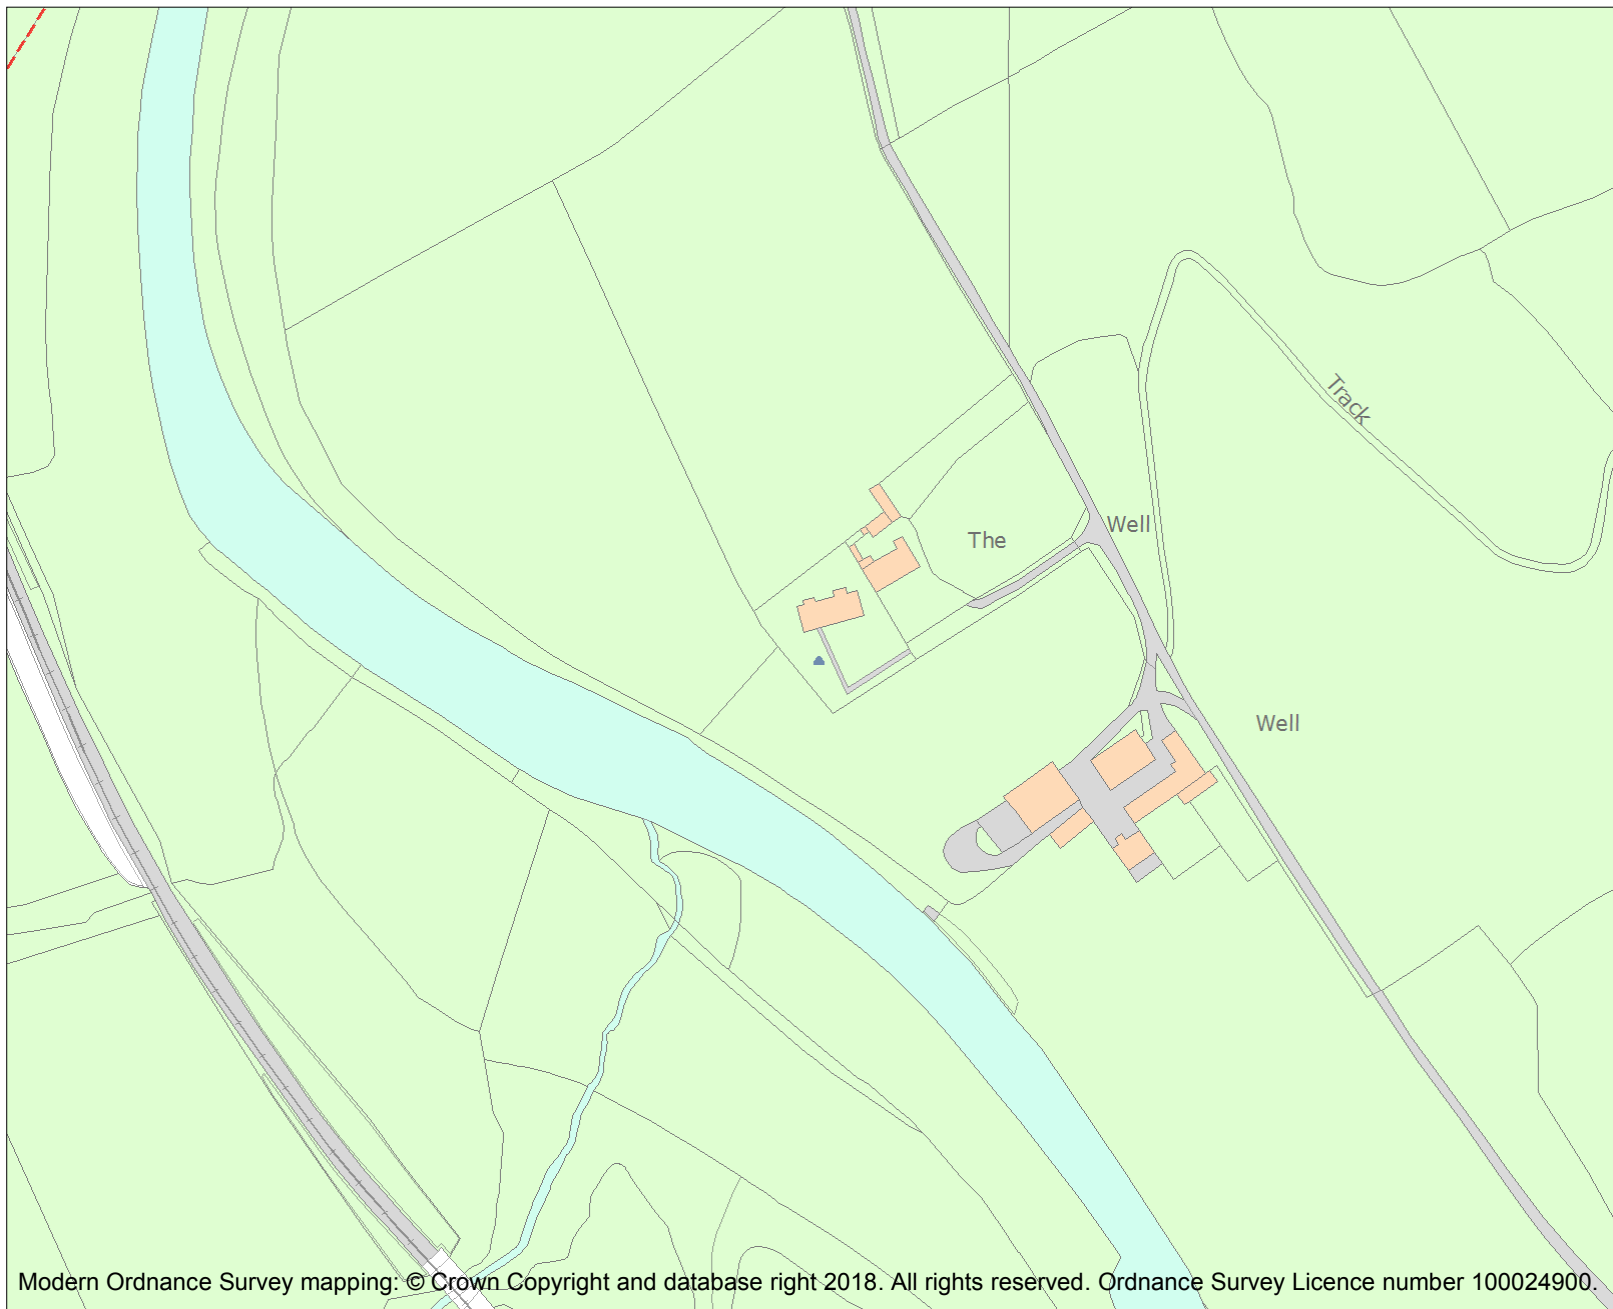 Track
Well
The
Well
Modern Ordnance Survey mapping: © Crown Copyright and database right 2018. All rights reserved. Ordnance Survey Licence number 100024900.